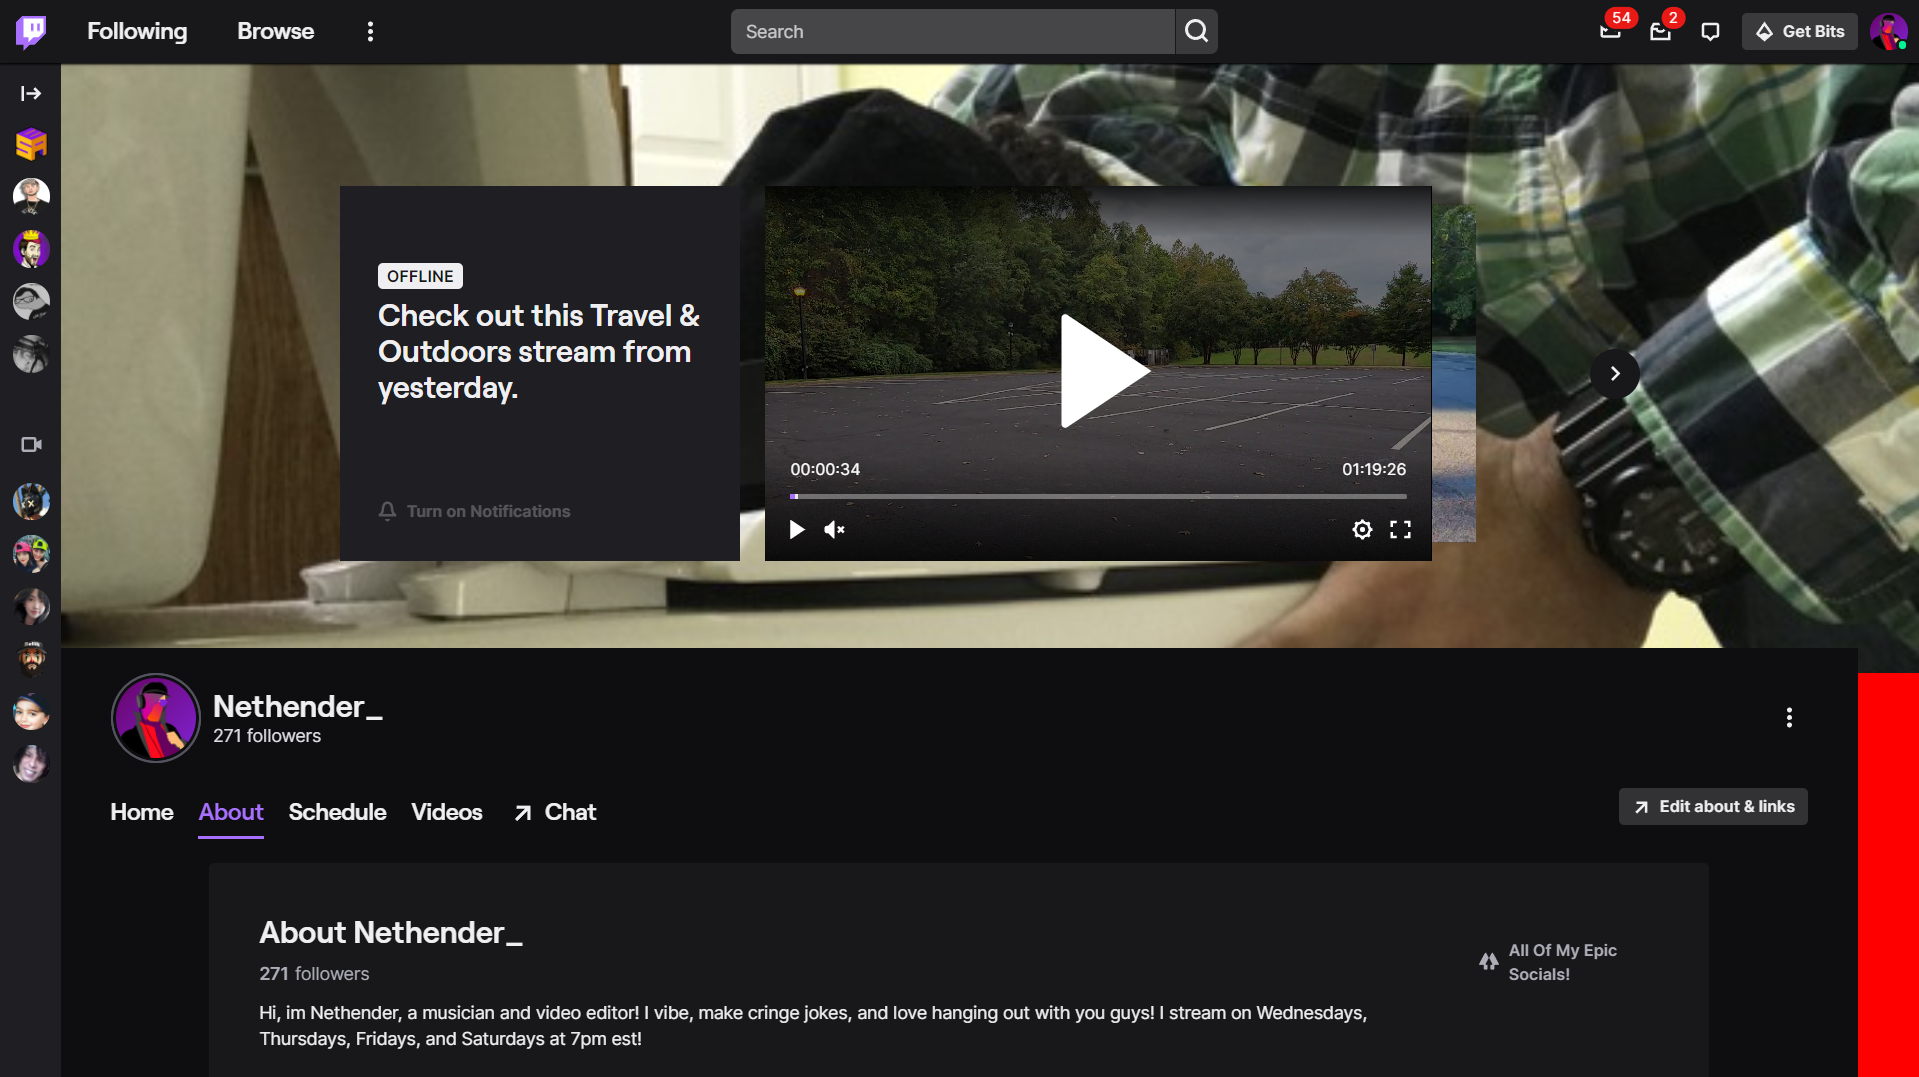 Following
Browse
Search
54
2
Get Bits
OFFLINE
Check out this Travel &
Outdoors stream from
yesterday.
Turn on Notifications
00:00:34
01:19:26
Nethender_
271 followers
Home
About
Schedule
Videos
Chat
Edit about & links
About Nethender_
271 followers
All Of My Epic
Socials!
Hi, im Nethender, a musician and video editor! I vibe, make cringe jokes, and love hanging out with you guys! I stream on Wednesdays,
Thursdays, Fridays, and Saturdays at 7pm est!